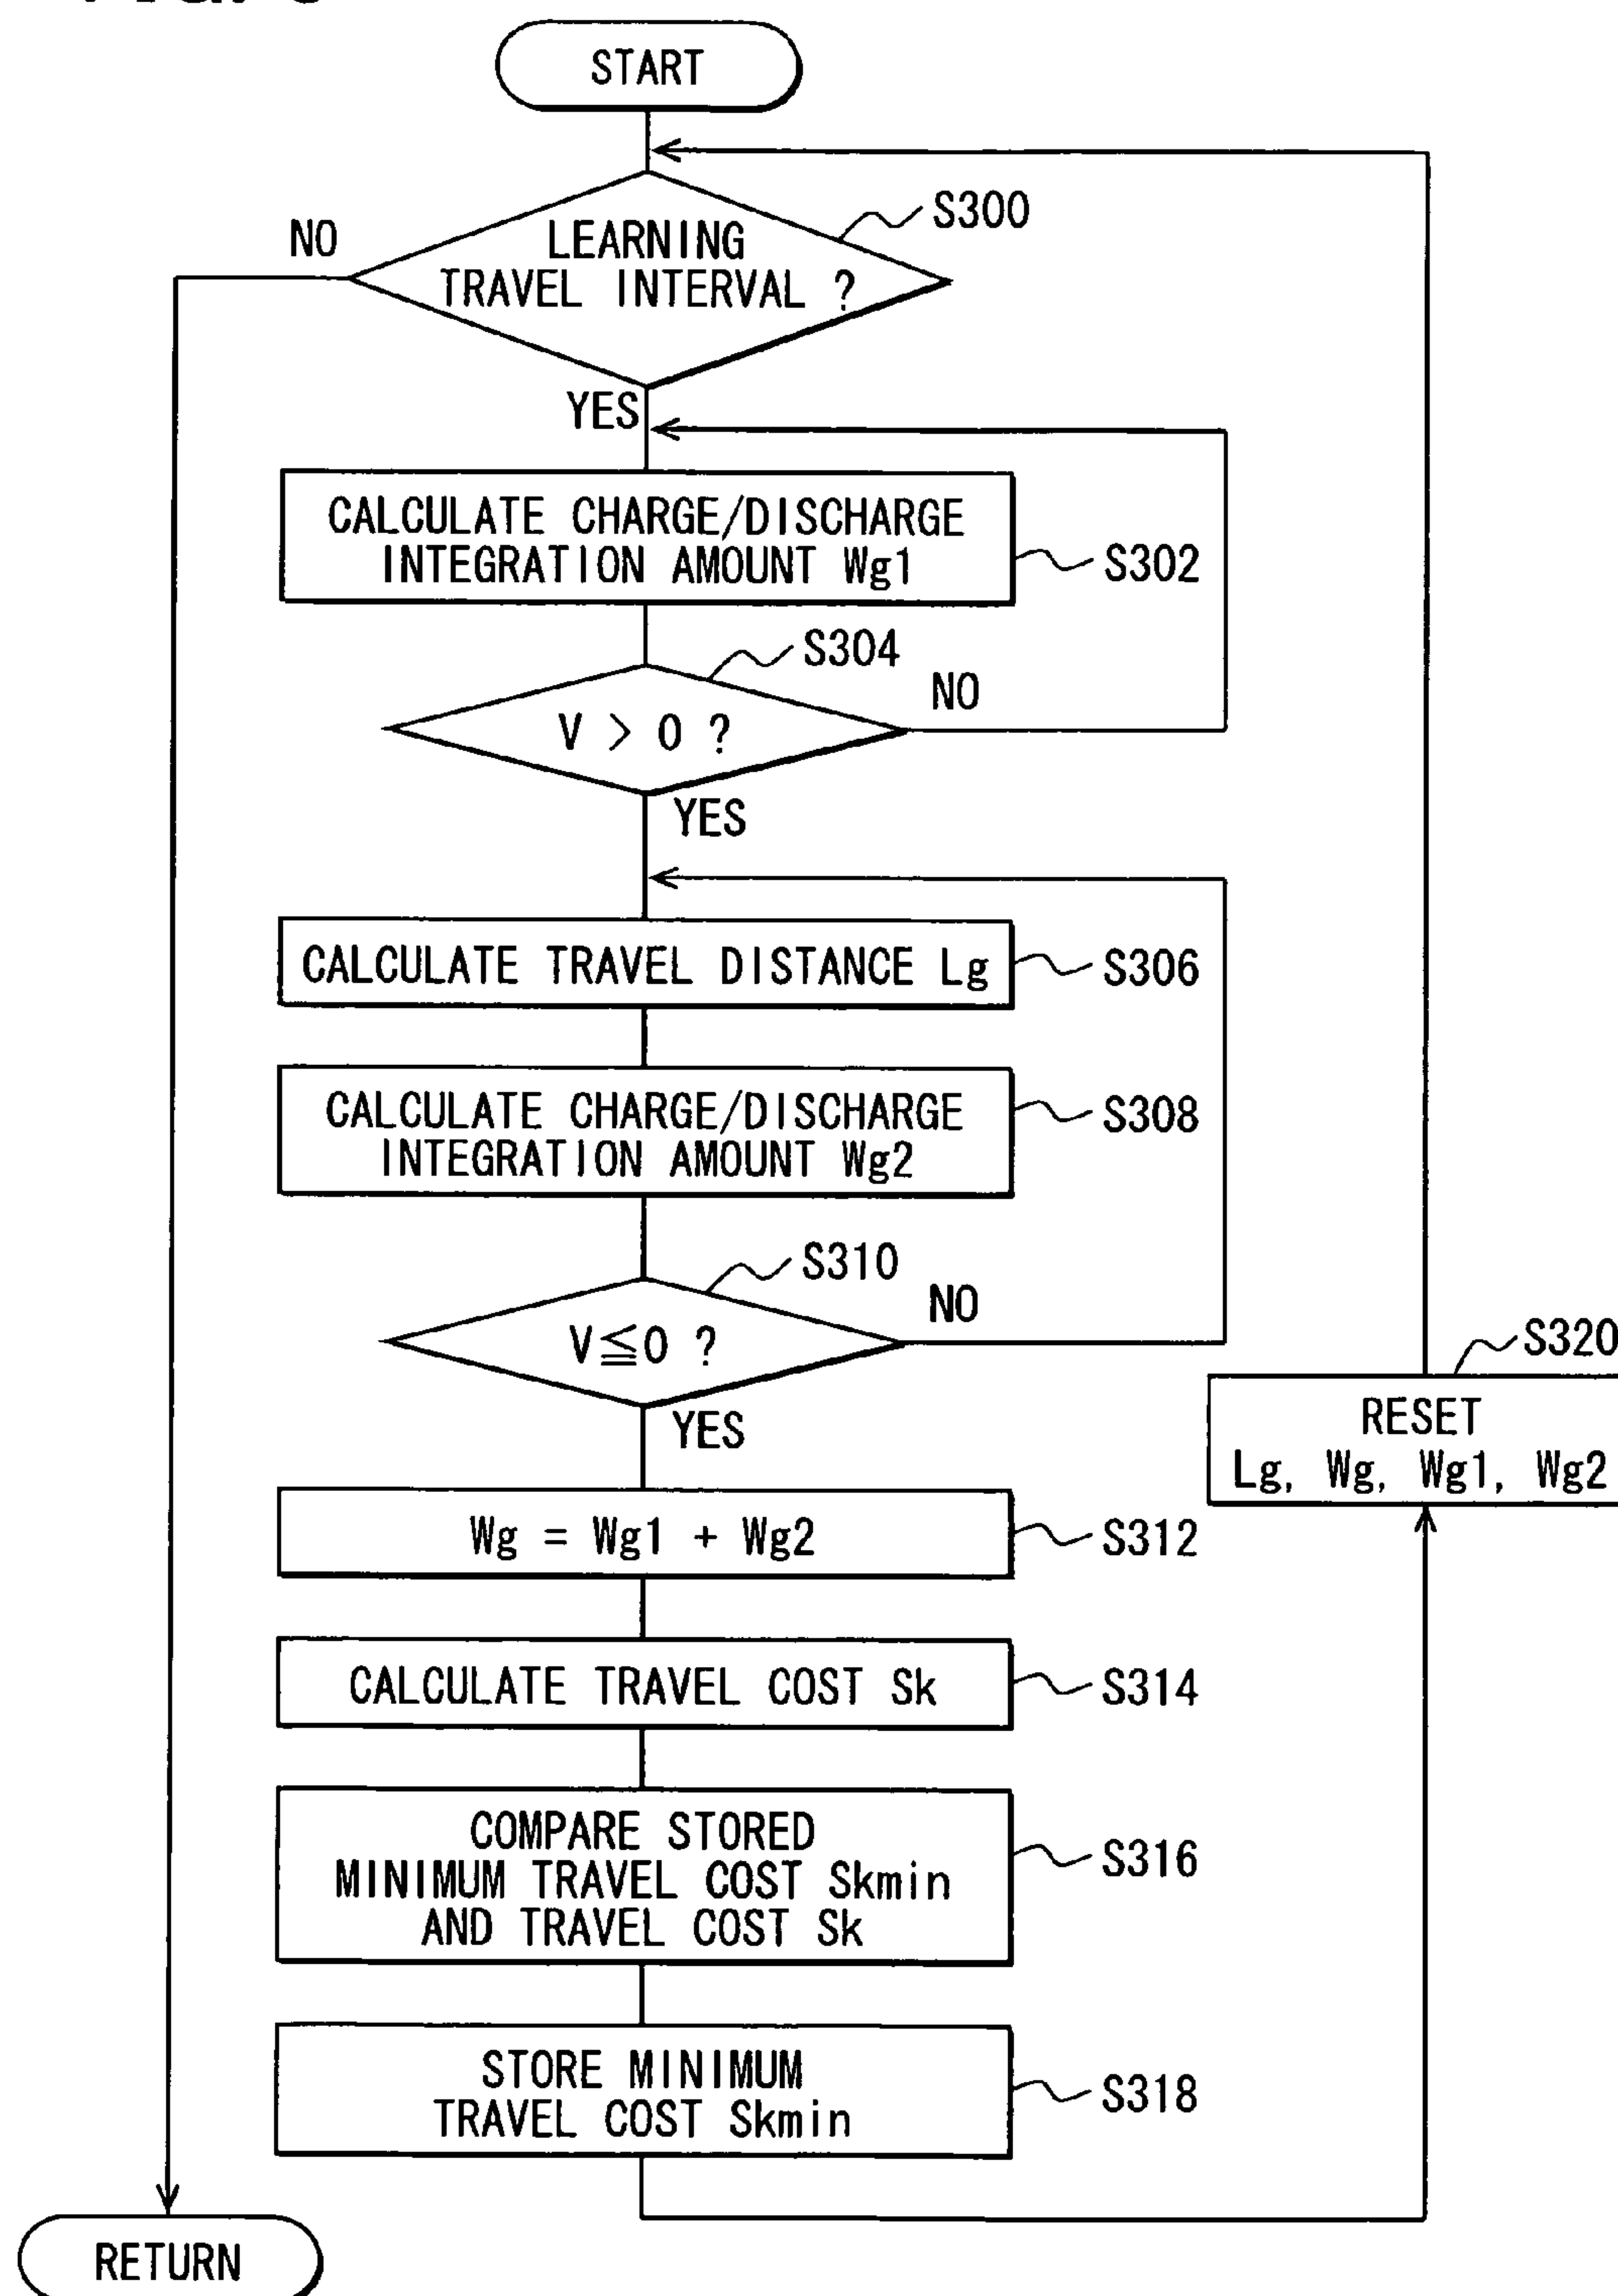 START
S300
NO
LEARNING
TRAVEL INTERVAL ?
YES
CALCULATE CHARGE/DISCHARGE
INTEGRATION AMOUNT Wg1
S302
S304
NO
V > 0 ?
YES
CALCULATE TRAVEL DISTANCE Lg
S306
CALCULATE CHARGE/DISCHARGE
INTEGRATION AMOUNT Wg2
S308
S310
NO
V≦0 ?
YES
S320
RESET
Lg, Wg, Wg1, Wg2
Wg = Wg1 + Wg2
S312
CALCULATE TRAVEL COST Sk
S314
COMPARE STORED
MINIMUM TRAVEL COST Skmin
AND TRAVEL COST Sk
S316
STORE MINIMUM
TRAVEL COST Skmin
S318
RETURN